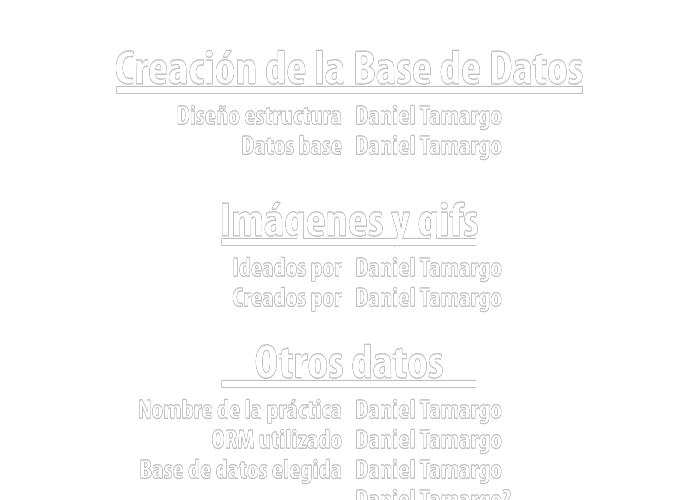 Creación de la Base de Datos
Diseño estructura Daniel Tamargo
Datos base Daniel Tamargo
Imágenes y gifs
Ideados por Daniel Tamargo
Creados por Daniel Tamargo
Otros datos
Nombre de la práctica Daniel Tamargo
ORM utilizado Daniel Tamargo
Base de datos elegida Daniel Tamargo
Daniel Tamargo?